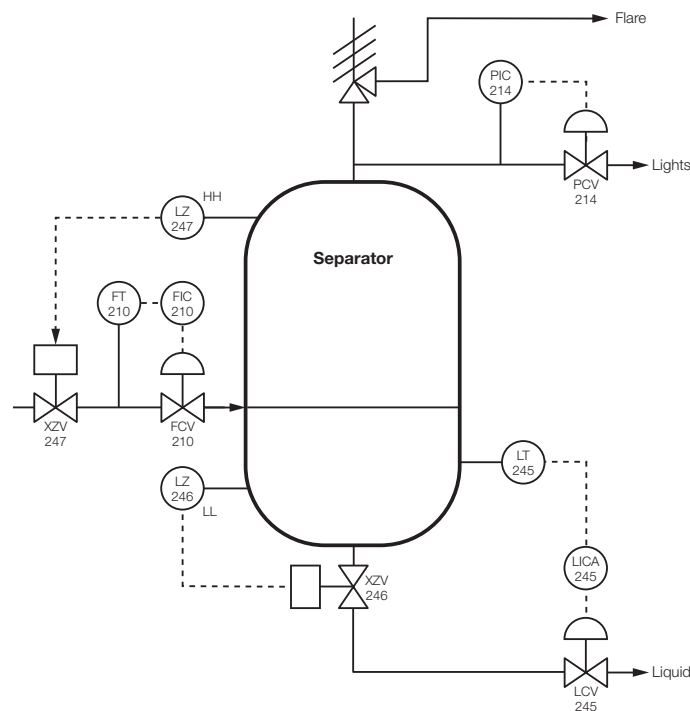 Flare
PIC
214
Lights
PCV
214
HH
LZ
247
Separator
FT
210
FIC
210
XZV
247
FCV
210
LT
245
LZ
246
LL
XZV
246
LICA
245
Liquid
LCV
245